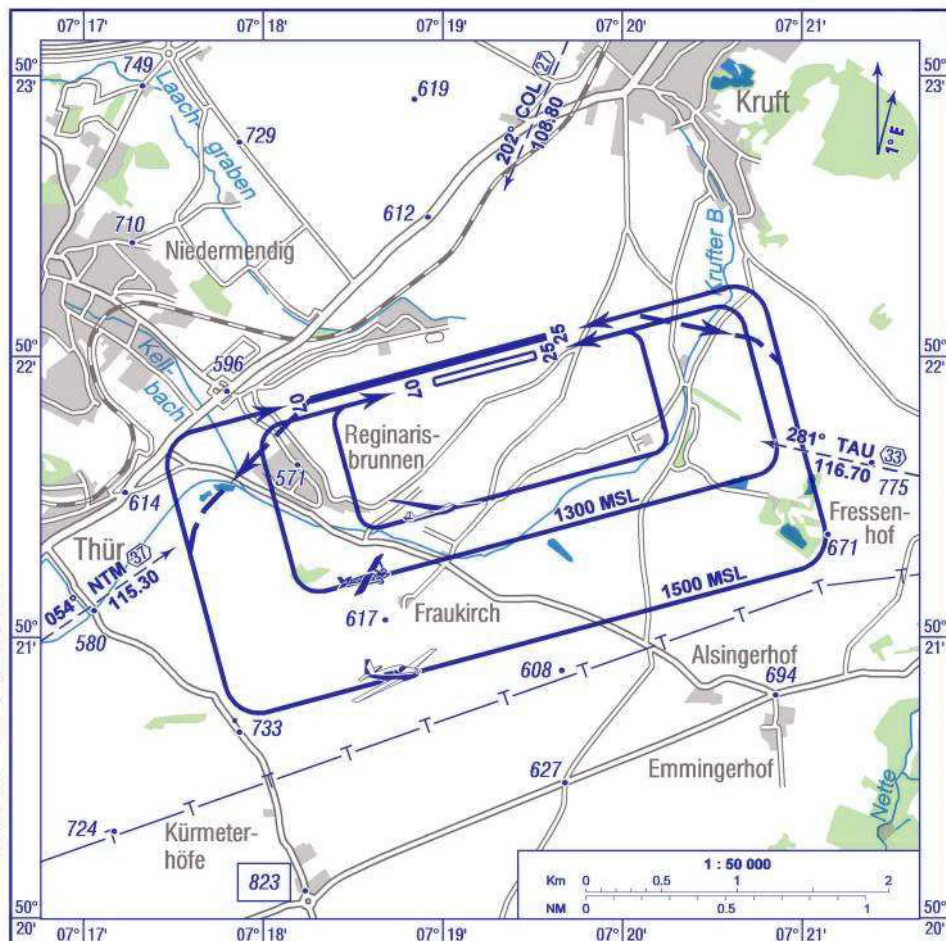 07° 17'
07° 18'
07° 19'
07° 20'
07° 21'
50° 23'
50° 23'
749
Laach-
graben
619
27
202° COL
108.80
Kruft
1° E
729
612
710
Niedermendig
Krufter B.
50° 22'
50° 22'
Kell-
bach
596
07
25
07
25
Reginaris-
brunnen
571
281° TAU 33
116.70
775
614
1300 MSL
Fressen-
hof
671
Thür
054° NTM 37
115.30
1500 MSL
617
Fraukirch
580
50° 21'
50° 21'
608
T
T
T
T
T
T
T
T
Alsingerhof
694
733
627
Emmingerhof
Nette
724
Kürmeter-
höfe
823
1 : 50 000
Km 0 0.5 1 2
NM 0 0.5 1
50° 20'
50° 20'
07° 17'
07° 18'
07° 19'
07° 20'
07° 21'